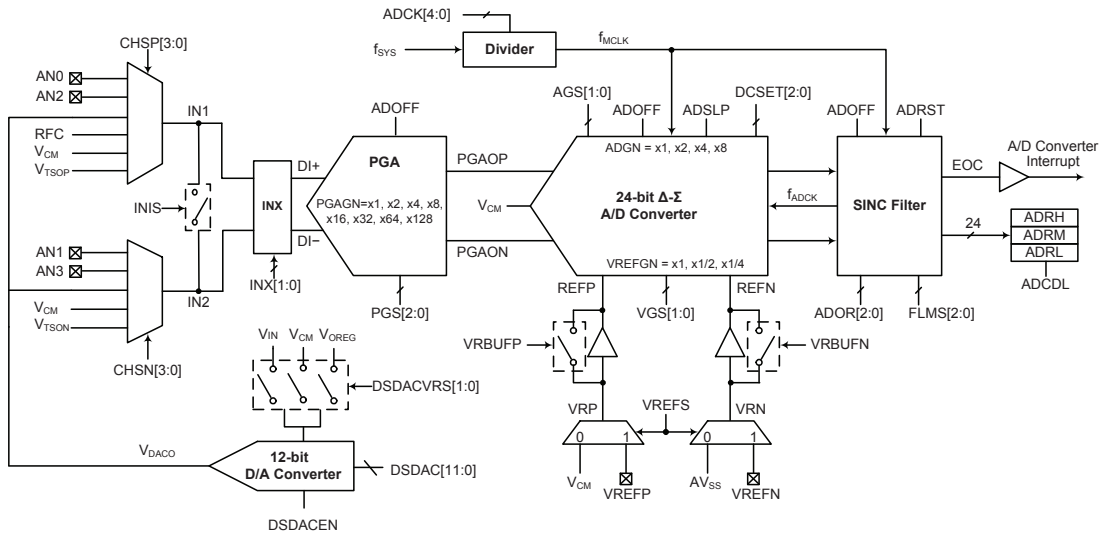 ADCK[4:0]
fSYS
Divider
fMCLK
CHSP[3:0]
AN0
AN2
RFC
VCM
VTSOP
IN1
INIS
AN1
AN3
VCM
VTSON
IN2
CHSN[3:0]
INX
INX[1:0]
DI+
DI−
ADOFF
PGA
PGAGN=x1, x2, x4, x8,
x16, x32, x64, x128
PGS[2:0]
PGAOP
VCM
PGAON
AGS[1:0]
ADOFF
ADSLP
DCSET[2:0]
ADGN = x1, x2, x4, x8
24-bit Δ-Σ
A/D Converter
VREFGN = x1, x1/2, x1/4
REFP
VGS[1:0]
REFN
fADCK
ADOFF
ADRST
SINC Filter
ADOR[2:0]
FLMS[2:0]
EOC
A/D Converter
Interrupt
24
ADRH
ADRM
ADRL
ADCDL
VRBUFP
VRBUFN
VRP
VREFS
VRN
0
1
0
1
VCM
VREFP
AVSS
VREFN
VIN
VCM
VOREG
DSDACVRS[1:0]
VDACO
12-bit
D/A Converter
DSDAC[11:0]
DSDACEN